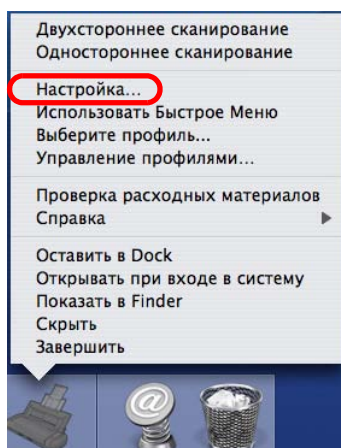 Двухстороннее сканирование
Одностороннее сканирование
Настройка...
Использовать Быстрое Меню
Выберите профиль...
Управление профилями...
Проверка расходных материалов
Справка
Оставить в Dock
Открывать при входе в систему
Показать в Finder
Скрыть
Завершить